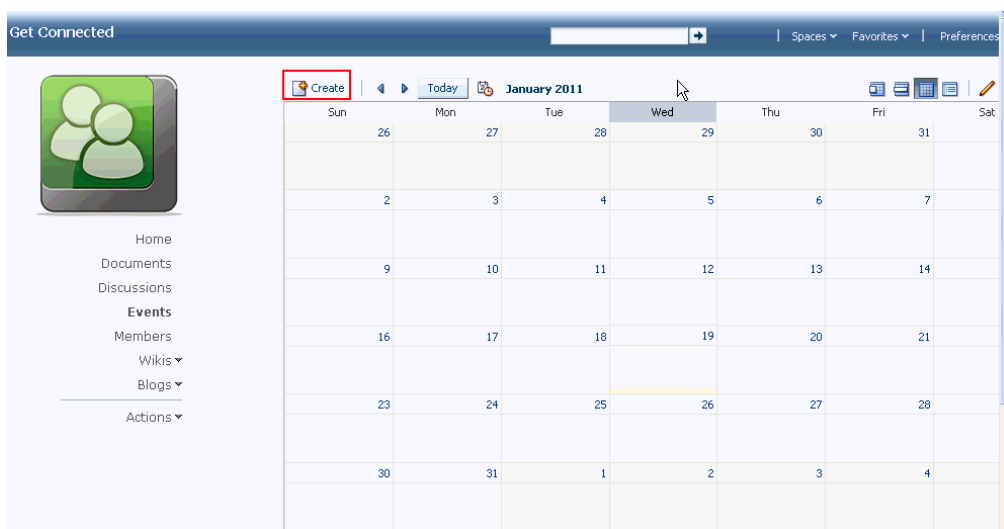 Get Connected
Spaces Favorites Preferences
Create Today January 2011
Sun Mon Tue Wed Thu Fri Sat
26 27 28 29 30 31
2 3 4 5 6 7
9 10 11 12 13 14
16 17 18 19 20 21
23 24 25 26 27 28
30 31 1 2 3 4
Home
Documents
Discussions
Events
Members
Wikis
Blogs
Actions